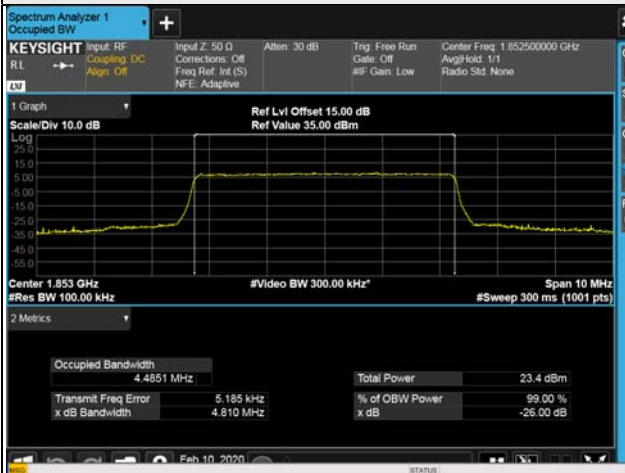 Spectrum Analyzer 1
Occupied BW
+
KEYSIGHT Input: RF Input Z: 50 Ω Atten: 30 dB Trig: Free Run Center Freq: 1.852500000 GHz
RL Coupling: DC Corrections: Off Gate: Off Avg|Hold: 1/1
Align: Off Freq Ref: Int (S) #IF Gain: Low Radio Std: None
LXI NFE: Adaptive
1 Graph
Ref Lvl Offset 15.00 dB
Scale/Div 10.0 dB Ref Value 35.00 dBm
Log
25.0
15.0
5.00
-5.00
-15.0
-25.0
-35.0
-45.0
-55.0
Center 1.853 GHz #Video BW 300.00 kHz* Span 10 MHz
#Res BW 100.00 kHz #Sweep 300 ms (1001 pts)
2 Metrics
Occupied Bandwidth
4.4851 MHz Total Power 23.4 dBm
Transmit Freq Error 5.185 kHz % of OBW Power 99.00 %
x dB Bandwidth 4.810 MHz x dB -26.00 dB
Feb 10, 2020
MSG STATUS